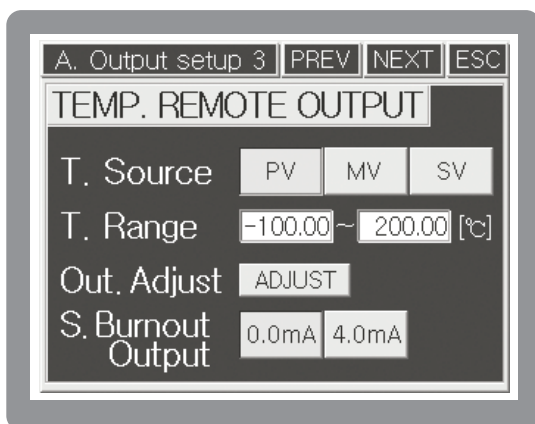 A. Output setup 3 PREV NEXT ESC
TEMP. REMOTE OUTPUT
T. Source PV MV SV
T. Range -100.00 ~ 200.00 [℃]
Out. Adjust ADJUST
S. Burnout
Output 0.0mA 4.0mA